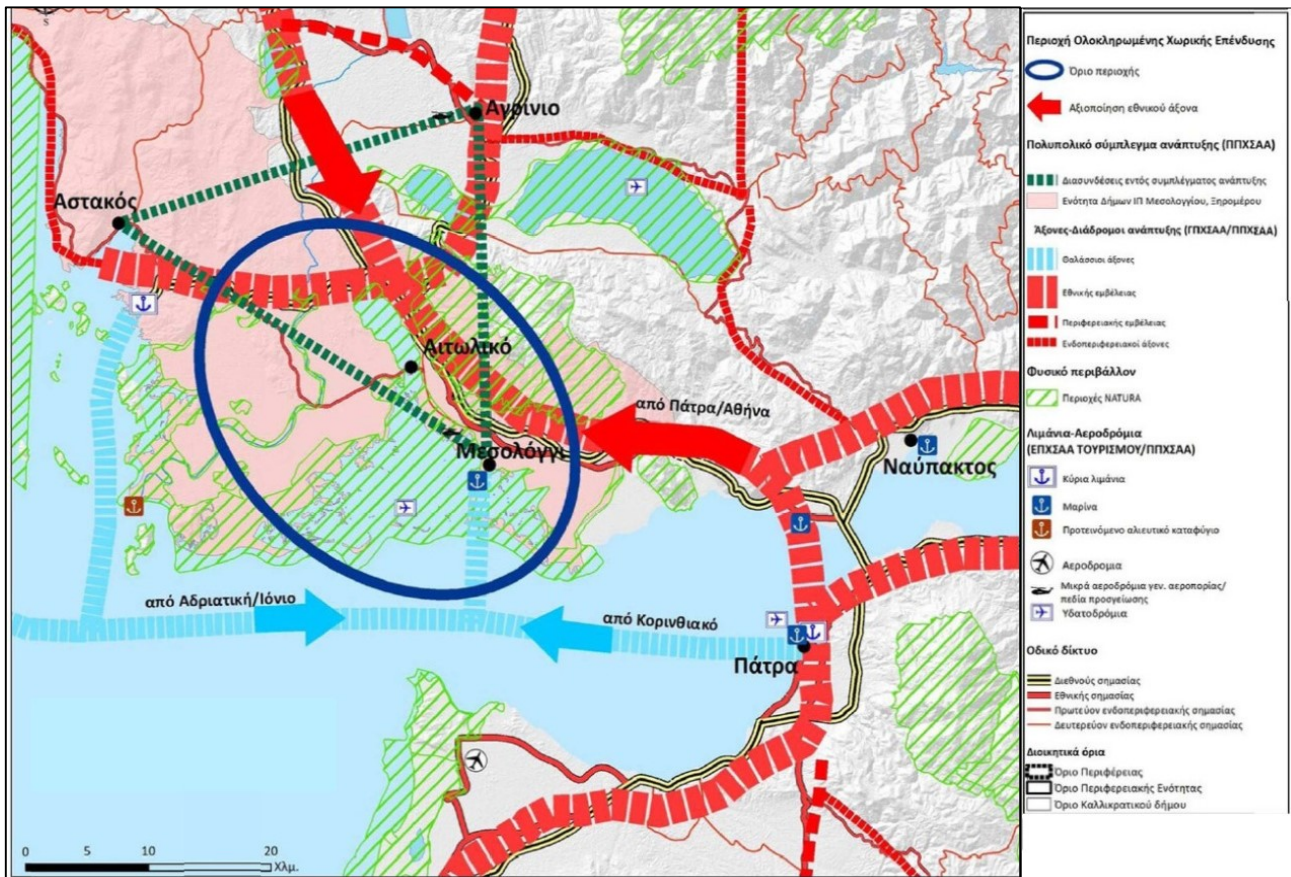 S
Αγρίνιο
Αστακός
Αιτωλικό
από Πάτρα/Αθήνα
Μεσολόγγι
Ναύπακτος
από Αδριατική/Ιόνιο
από Κορινθιακό
Πάτρα
0 5 10 20
Χλμ.
Περιοχή Ολοκληρωμένης Χωρικής Επένδυσης
Όριο περιοχής
Αξιοποίηση εθνικού άξονα
Πολυπολικό σύμπλεγμα ανάπτυξης (ΠΠΧΣΑΑ)
Διασυνδέσεις εντός συμπλέγματος ανάπτυξης
Ενότητα Δήμων ΙΠ Μεσολογγίου, Ξηρομέρου
Άξονες-Διάδρομοι ανάπτυξης (ΓΠΧΣΑΑ/ΠΠΧΣΑΑ)
Θαλάσσιοι άξονες
Εθνικής εμβέλειας
Περιφερειακής εμβέλειας
Ενδοπεριφερειακοί άξονες
Φυσικό περιβάλλον
Περιοχές NATURA
Λιμάνια-Αεροδρόμια
(ΕΠΧΣΑΑ ΤΟΥΡΙΣΜΟΥ/ΠΠΧΣΑΑ)
Κύρια λιμάνια
Μαρίνα
Προτεινόμενο αλιευτικό καταφύγιο
Αεροδρομια
Μικρά αεροδρόμια γεν. αεροπορίας/
πεδία προσγείωσης
Υδατοδρόμια
Οδικό δίκτυο
Διεθνούς σημασίας
Εθνικής σημασίας
Πρωτεύον ενδοπεριφερειακής σημασίας
Δευτερεύον ενδοπεριφερειακής σημασίας
Διοικητικά όρια
Όριο Περιφέρειας
Όριο Περιφερειακής Ενότητας
Όριο Καλλικρατικού δήμου